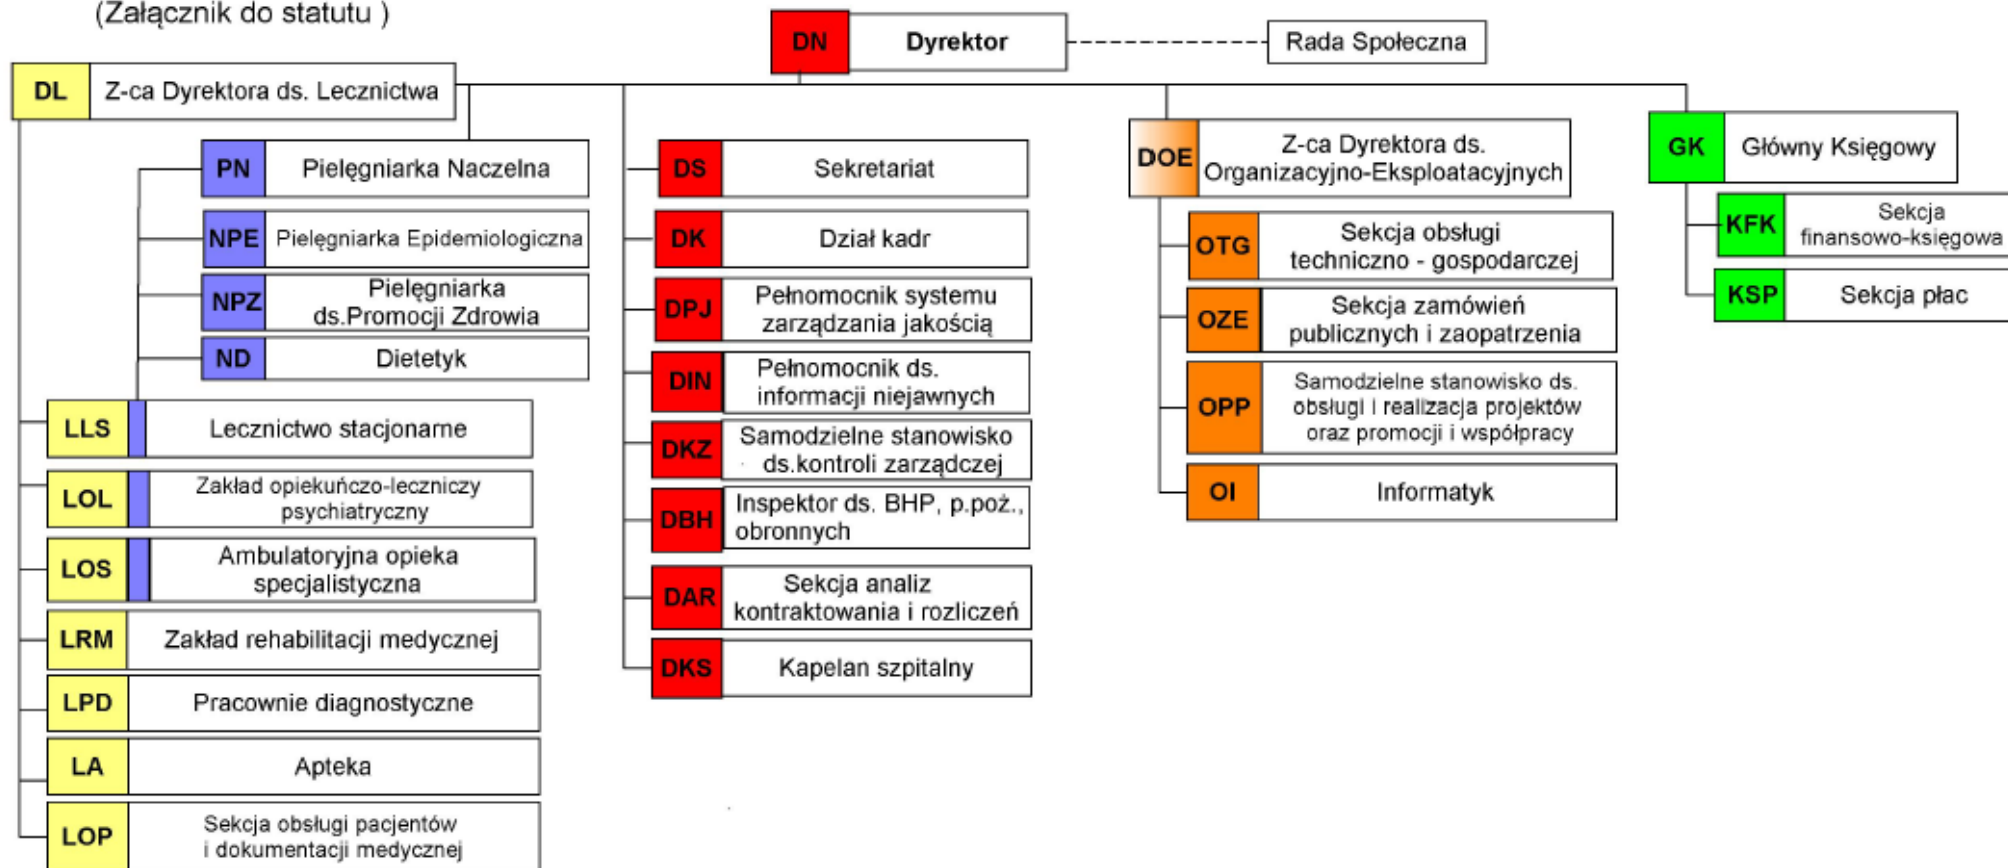 (Załącznik do statutu )
DN Dyrektor
Rada Społeczna
DL Z-ca Dyrektora ds. Lecznictwa
PN Pielęgniarka Naczelna
NPE Pielęgniarka Epidemiologiczna
NPZ Pielęgniarka
ds.Promocji Zdrowia
ND Dietetyk
LLS Lecznictwo stacjonarne
LOL Zakład opiekuńczo-leczniczy
psychiatryczny
LOS Ambulatoryjna opieka
specjalistyczna
LRM Zakład rehabilitacji medycznej
LPD Pracownie diagnostyczne
LA Apteka
LOP Sekcja obsługi pacjentów
i dokumentacji medycznej
DS Sekretariat
DK Dział kadr
DPJ Pełnomocnik systemu
zarządzania jakością
DIN Pełnomocnik ds.
informacji niejawnych
DKZ Samodzielne stanowisko
ds.kontroli zarządczej
DBH Inspektor ds. BHP, p.poż.,
obronnych
DAR Sekcja analiz
kontraktowania i rozliczeń
DKS Kapelan szpitalny
DOE Z-ca Dyrektora ds.
Organizacyjno-Eksploatacyjnych
OTG Sekcja obsługi
techniczno - gospodarczej
OZE Sekcja zamówień
publicznych i zaopatrzenia
OPP Samodzielne stanowisko ds.
obsługi i realizacja projektów
oraz promocji i współpracy
OI Informatyk
GK Główny Księgowy
KFK Sekcja
finansowo-księgowa
KSP Sekcja płac